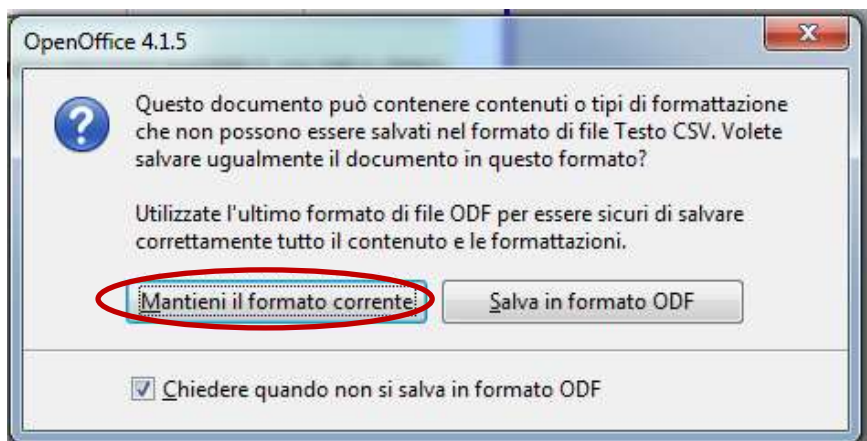 OpenOffice 4.1.5
Questo documento può contenere contenuti o tipi di formattazione
che non possono essere salvati nel formato di file Testo CSV. Volete
salvare ugualmente il documento in questo formato?
Utilizzate l'ultimo formato di file ODF per essere sicuri di salvare
correttamente tutto il contenuto e le formattazioni.
Mantieni il formato corrente Salva in formato ODF
Chiedere quando non si salva in formato ODF